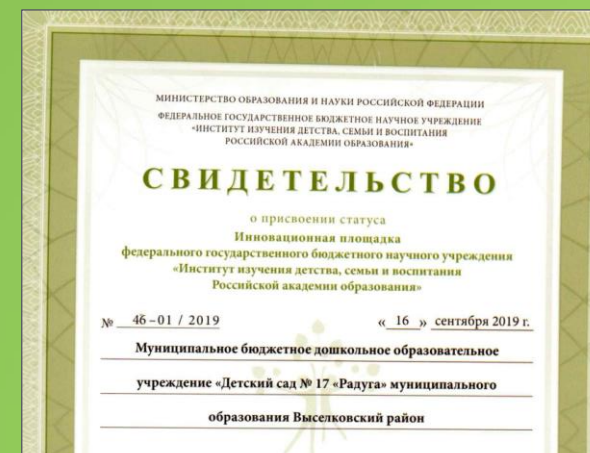 МИНИСТЕРСТВО ОБРАЗОВАНИЯ И НАУКИ РОССИЙСКОЙ ФЕДЕРАЦИИ
ФЕДЕРАЛЬНОЕ ГОСУДАРСТВЕННОЕ БЮДЖЕТНОЕ НАУЧНОЕ УЧРЕЖДЕНИЕ
«ИНСТИТУТ ИЗУЧЕНИЯ ДЕТСТВА, СЕМЬИ И ВОСПИТАНИЯ
РОССИЙСКОЙ АКАДЕМИИ ОБРАЗОВАНИЯ»
СВИДЕТЕЛЬСТВО
о присвоении статуса
Инновационная площадка
федерального государственного бюджетного научного учреждения
«Институт изучения детства, семьи и воспитания
Российской академии образования»
№ 46-01 / 2019 « 16 » сентября 2019 г.
Муниципальное бюджетное дошкольное образовательное
учреждение «Детский сад № 17 «Радуга» муниципального
образования Выселковский район